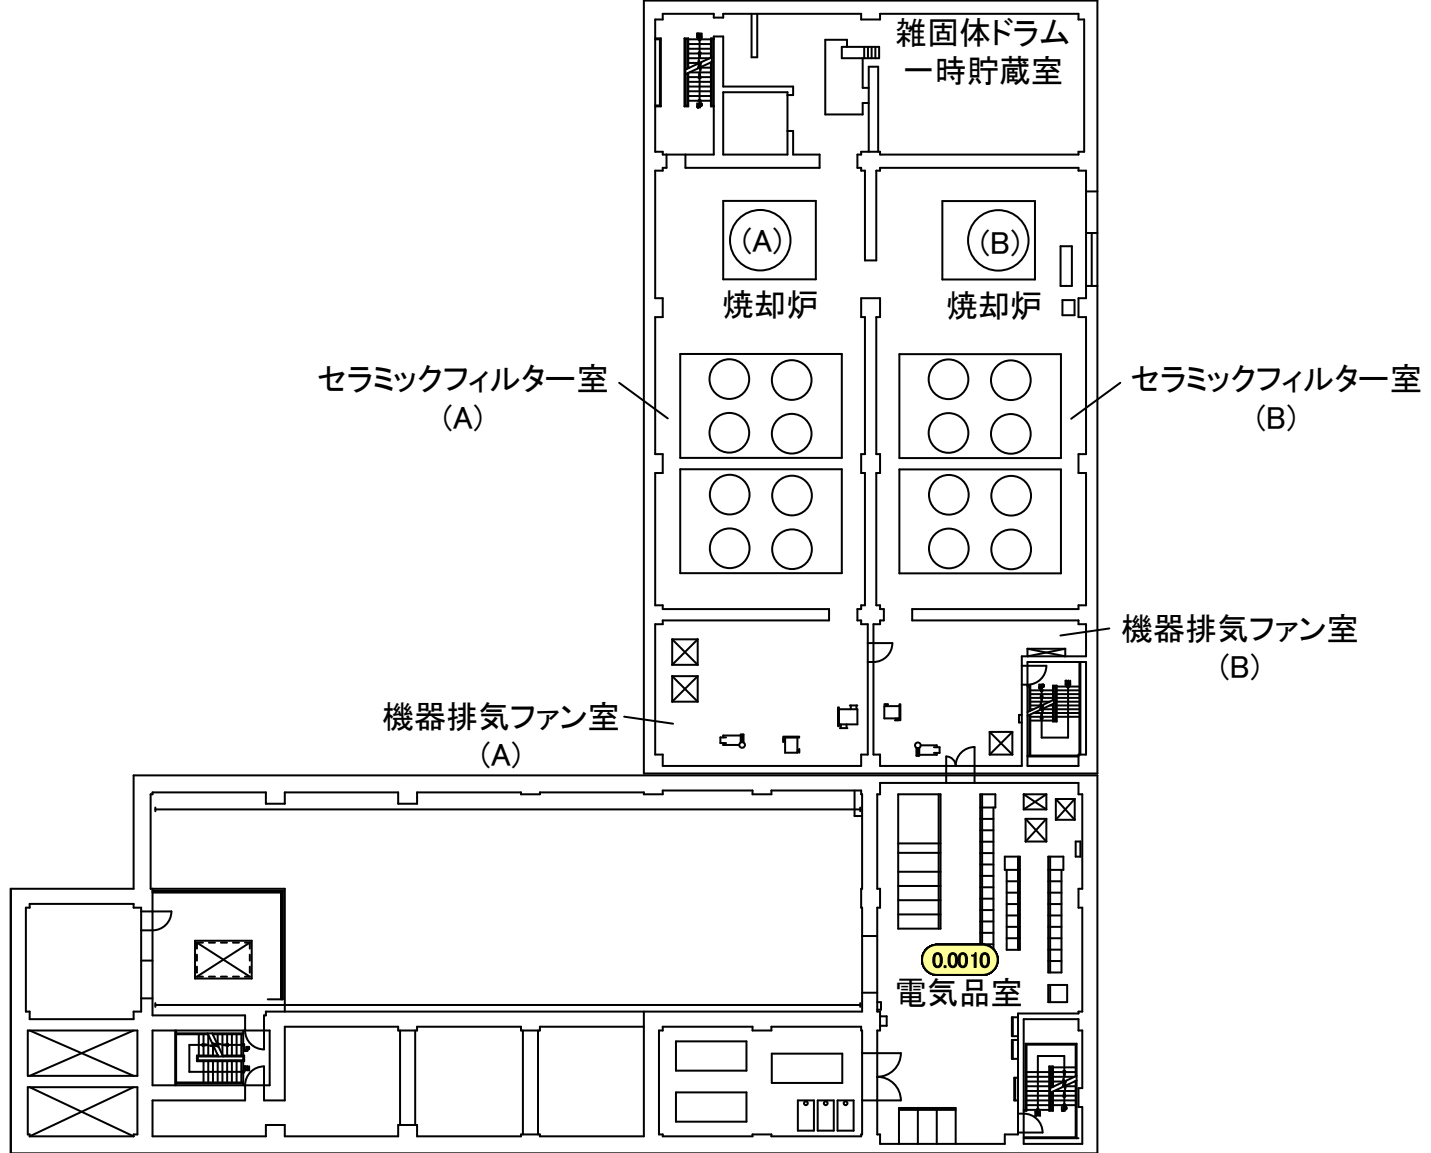 雑固体ドラム
一時貯蔵室
(A)
(B)
焼却炉
焼却炉
セラミックフィルター室
(A)
セラミックフィルター室
(B)
機器排気ファン室
(B)
機器排気ファン室
(A)
0.0010
電気品室